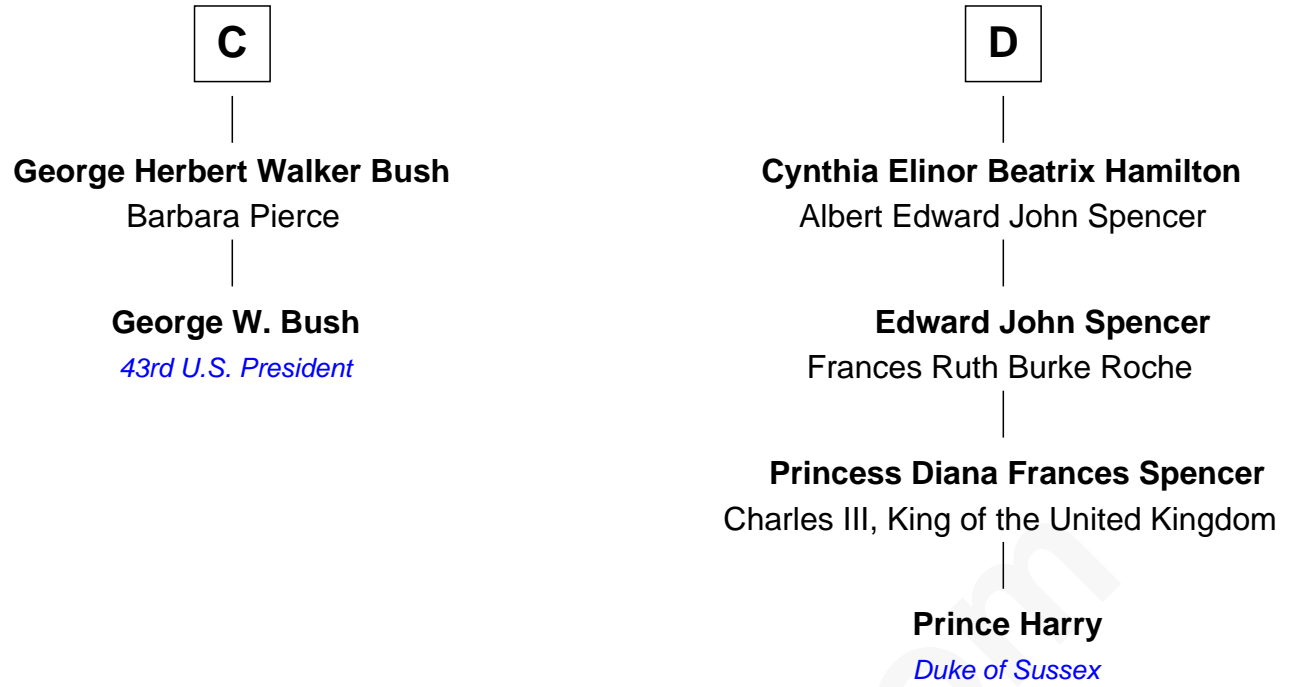 C
George Herbert Walker Bush
Barbara Pierce
George W. Bush
43rd U.S. President
D
Cynthia Elinor Beatrix Hamilton
Albert Edward John Spencer
Edward John Spencer
Frances Ruth Burke Roche
Princess Diana Frances Spencer
Charles III, King of the United Kingdom
Prince Harry
Duke of Sussex